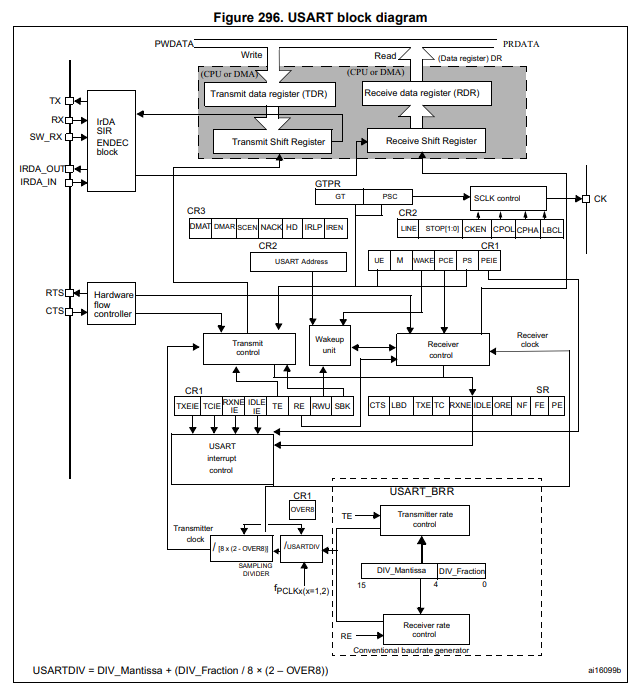 Figure 296. USART block diagram
PWDATA
PRDATA
Write
Read
(Data register) DR
(CPU or DMA)
(CPU or DMA)
Transmit data register (TDR)
Receive data register (RDR)
TX
RX
SW_RX
IRDA_OUT
IRDA_IN
IrDA
SIR
ENDEC
block
Transmit Shift Register
Receive Shift Register
GTPR
GT
PSC
SCLK control
CK
CR3
DMAT DMAR SCEN NACK HD IRLP IREN
CR2
LINE STOP[1:0] CKEN CPOL CPHA LBCL
CR2
USART Address
CR1
UE M WAKE PCE PS PEIE
RTS
CTS
Hardware
flow
controller
Transmit
control
Wakeup
unit
Receiver
control
Receiver
clock
CR1
TXEIE TCIE RXNE IE IDLE IE TE RE RWU SBK
SR
CTS LBD TXE TC RXNE IDLE ORE NF FE PE
USART
interrupt
control
USART_BRR
CR1
OVER8
TE
Transmitter rate
control
Transmitter
clock
/ [8 x (2 - OVER8)]
SAMPLING
DIVIDER
/USARTDIV
fPCLKx(x=1,2)
DIV_Mantissa
DIV_Fraction
15
4
0
RE
Receiver rate
control
Conventional baudrate generator
USARTDIV = DIV_Mantissa + (DIV_Fraction / 8 × (2 – OVER8))
ai16099b